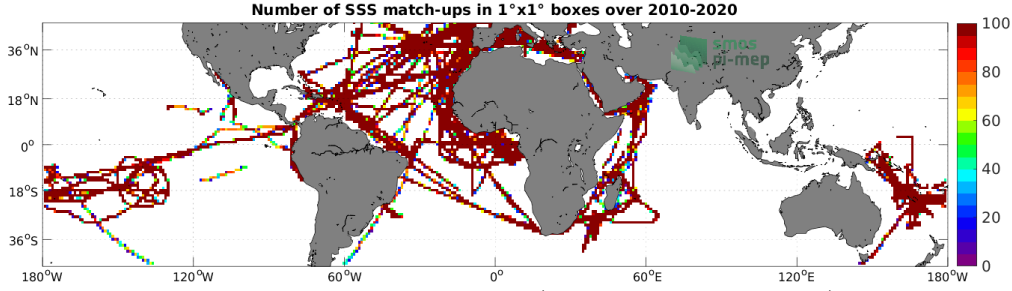 Number of SSS match-ups in 1°x1° boxes over 2010-2020
36°N
18°N
0°
18°S
36°S
180°W
120°W
60°W
0°
60°E
120°E
180°W
100
80
60
40
20
0
smos
pi-mep